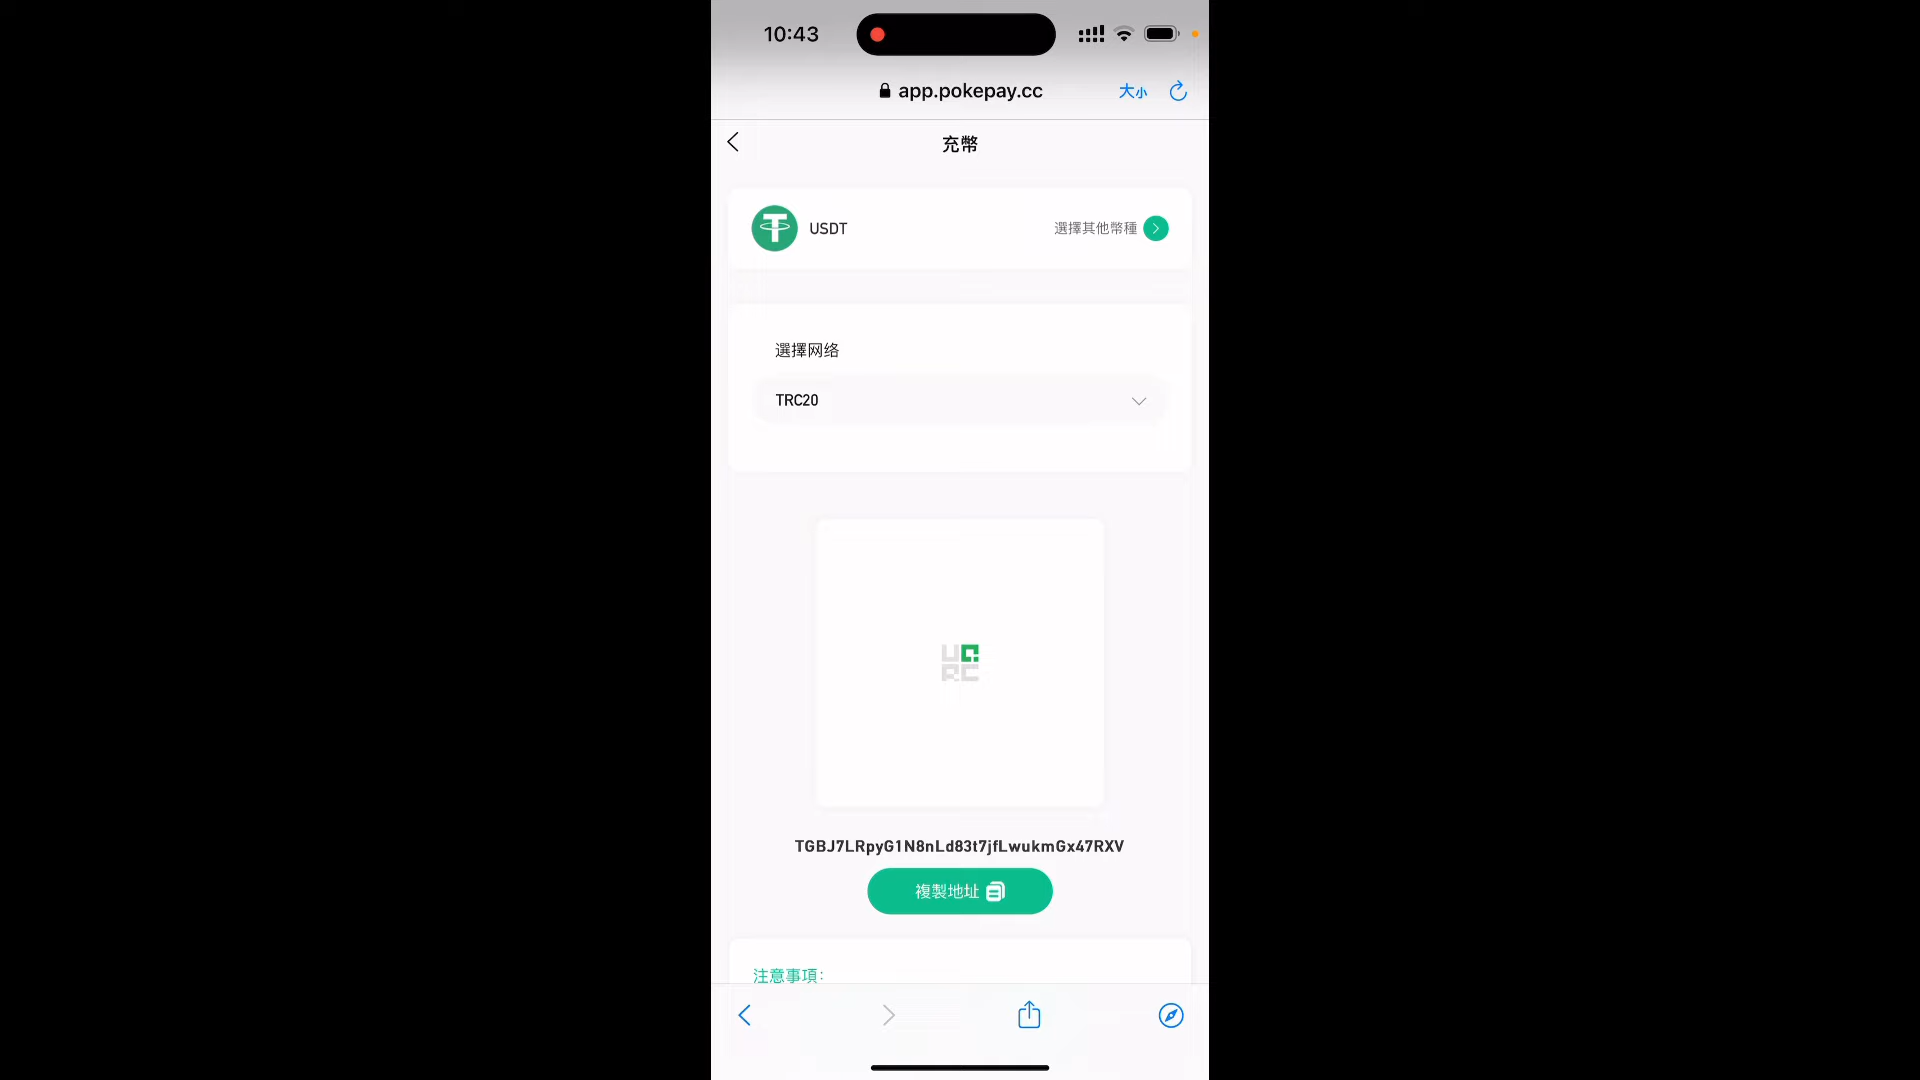 10:43
app.pokepay.cc
大小
充幣
USDT
選擇其他幣種
選擇网络
TRC20
TGBJ7LRpyG1N8nLd83t7jfLwukmGx47RXV
複製地址
注意事項: